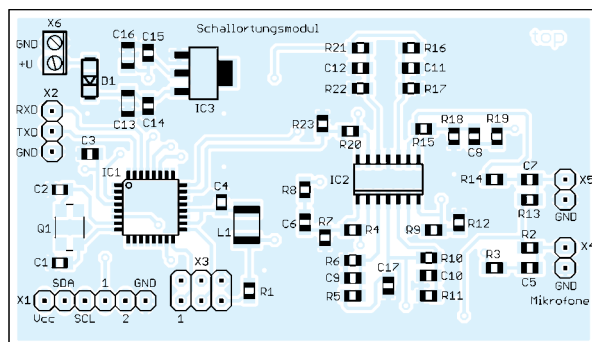 X6
GND
+U
C16
C15
Schallortungsmodul
R21
R16
top
D1
C12
C11
IC3
R22
R17
X2
RXD
TXO
GND
C13
C14
R23
R20
R15
R18
C8
R19
C3
IC1
IC2
R14
C7
R13
X5
GND
C2
C4
R8
Q1
L1
C6
R7
R4
R9
R12
R2
X4
C1
X3
R6
C9
R5
C17
R10
C10
R11
R3
C5
GND
SDA
1
GND
R1
X1
Vcc
SCL
2
1
Mikrofone